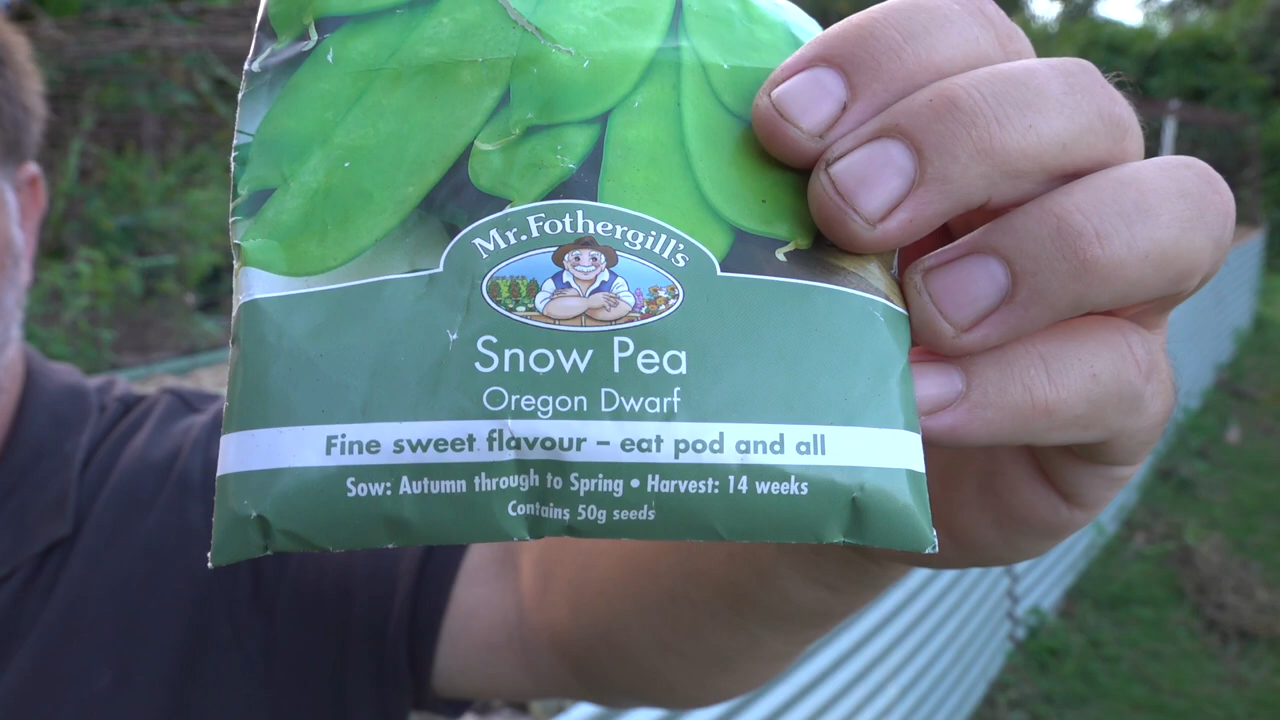 Mr. Fothergill's
Snow Pea
Oregon Dwarf
Fine sweet flavour – eat pod and all
Sow: Autumn through to Spring • Harvest: 14 weeks
Contains 50g seeds